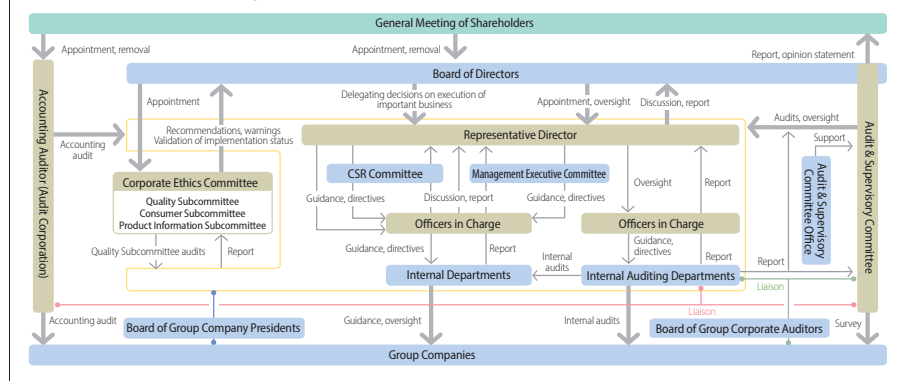 General Meeting of Shareholders
Appointment, removal
Appointment, removal
Report, opinion statement
Board of Directors
Accounting Auditor (Audit Corporation)
Appointment
Delegating decisions on execution of
important business
Appointment, oversight
Discussion, report
Audits, oversight
Recommendations, warnings
Validation of implementation status
Representative Director
Support
Accounting
audit
CSR Committee
Management Executive Committee
Audit & Supervisory
Committee Office
Audit & Supervisory Committee
Corporate Ethics Committee
Quality Subcommittee
Consumer Subcommittee
Product Information Subcommittee
Guidance, directives
Discussion, report
Guidance, directives
Oversight
Report
Officers in Charge
Officers in Charge
Quality Subcommittee audits
Report
Guidance, directives
Report
Guidance,
directives
Report
Internal
audits
Report
Internal Departments
Internal Auditing Departments
Liaison
Liaison
Accounting audit
Board of Group Company Presidents
Guidance, oversight
Internal audits
Board of Group Corporate Auditors
Survey
Group Companies